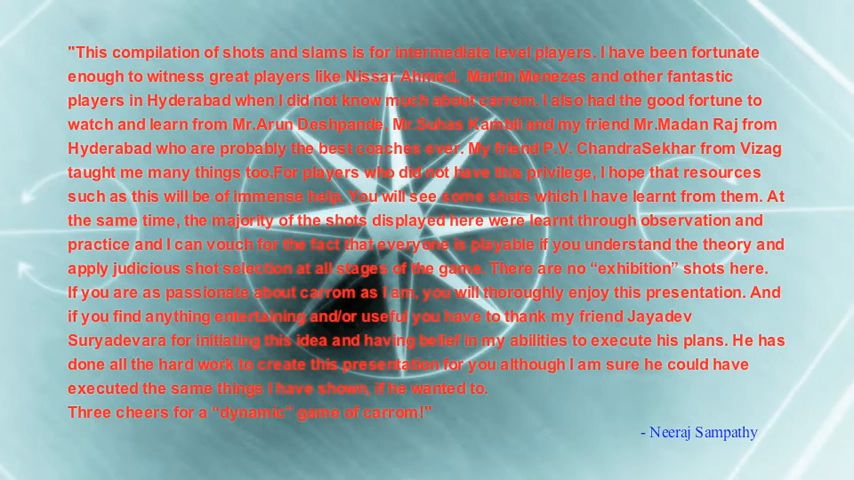 "This compilation of shots and slams is for intermediate level players. I have been fortunate
enough to witness great players like Nissar Ahmed,  Martin Menezes and other fantastic
players in Hyderabad when I did not know much about carrom. I also had the good fortune to
watch and learn from Mr.Arun Deshpande, Mr.Suhas Kambli and my friend Mr.Madan Raj from
Hyderabad who are probably the best coaches ever. My friend P.V. ChandraSekhar from Vizag
taught me many things too.For players who did not have this privilege, I hope that resources
such as this will be of immense help. You will see some shots which I have learnt from them. At
the same time, the majority of the shots displayed here were learnt through observation and
practice and I can vouch for the fact that everyone is playable if you understand the theory and
apply judicious shot selection at all stages of the game. There are no “exhibition” shots here.
If you are as passionate about carrom as I am, you will thoroughly enjoy this presentation. And
if you find anything entertaining and/or useful you have to thank my friend Jayadev
Suryadevara for initiating this idea and having belief in my abilities to execute his plans. He has
done all the hard work to create this presentation for you although I am sure he could have
executed the same things I have shown, if he wanted to.
Three cheers for a “dynamic” game of carrom!"
- Neeraj Sampathy